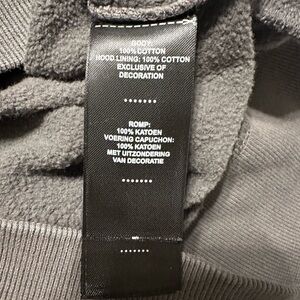 BODY:
100% COTTON
HOOD LINING: 100% COTTON
EXCLUSIVE OF
DECORATION
ROMP:
100% KATOEN
VOERING CAPUCHON:
100% KATOEN
MET UITZONDERING
VAN DECORATIE